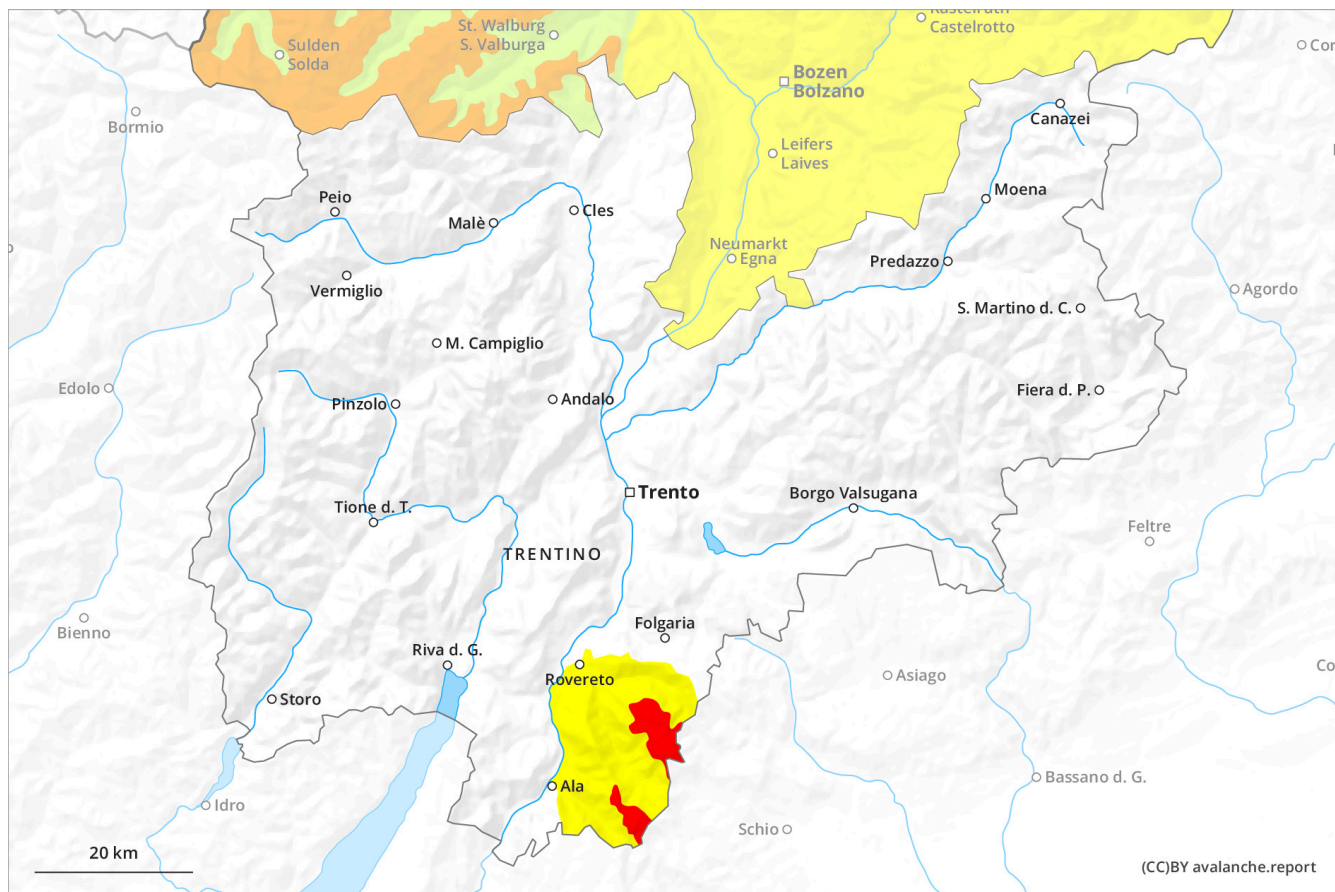 Kastelruth
Castelrotto
St. Walburg
S. Valburga
Sulden
Solda
Cor
Bozen
Bolzano
Bormio
Canazei
Leifers
Laives
Peio
Malè
Cles
Moena
Neumarkt
Egna
Predazzo
Vermiglio
Agordo
S. Martino d. C.
M. Campiglio
Edolo
Pinzolo
Andalo
Fiera d. P.
Trento
Borgo Valsugana
Tione d. T.
Feltre
TRENTINO
Bienno
Folgaria
Riva d. G.
Rovereto
Asiago
Co
Storo
Ala
Bassano d. G.
Idro
Schio
20 km
(CC)BY avalanche.report